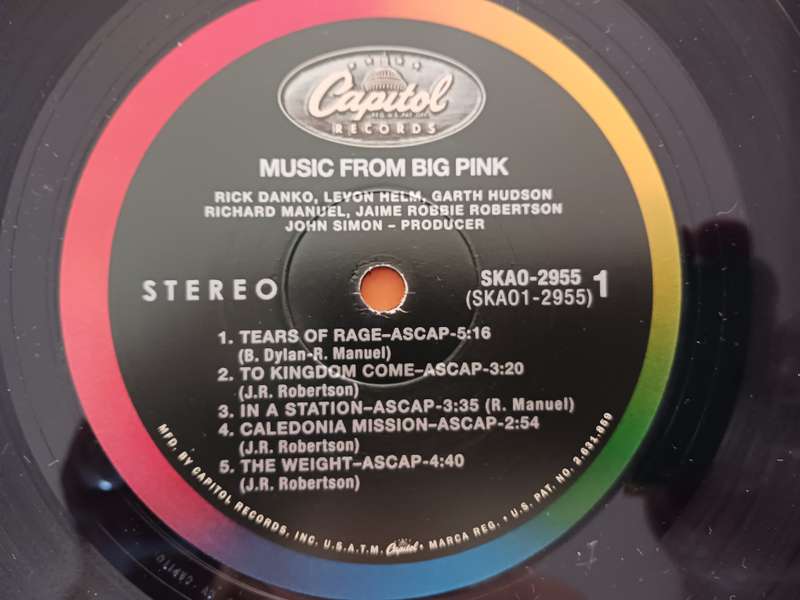 Capitol
REG. U.S. PAT. OFF.
RECORDS
MUSIC FROM BIG PINK
RICK DANKO, LEVON HELM, GARTH HUDSON
RICHARD MANUEL, JAIME ROBBIE ROBERTSON
JOHN SIMON – PRODUCER
STEREO
SKAO-2955 1
(SKAO1-2955)
1. TEARS OF RAGE–ASCAP-5:16
(B. Dylan-R. Manuel)
2. TO KINGDOM COME–ASCAP-3:20
(J.R. Robertson)
3. IN A STATION–ASCAP-3:35 (R. Manuel)
4. CALEDONIA MISSION–ASCAP-2:54
(J.R. Robertson)
5. THE WEIGHT–ASCAP-4:40
(J.R. Robertson)
MFD. BY CAPITOL RECORDS, INC. U.S.A. T.M. Capitol MARCA REG. • U.S. PAT. NO. 2,631,859